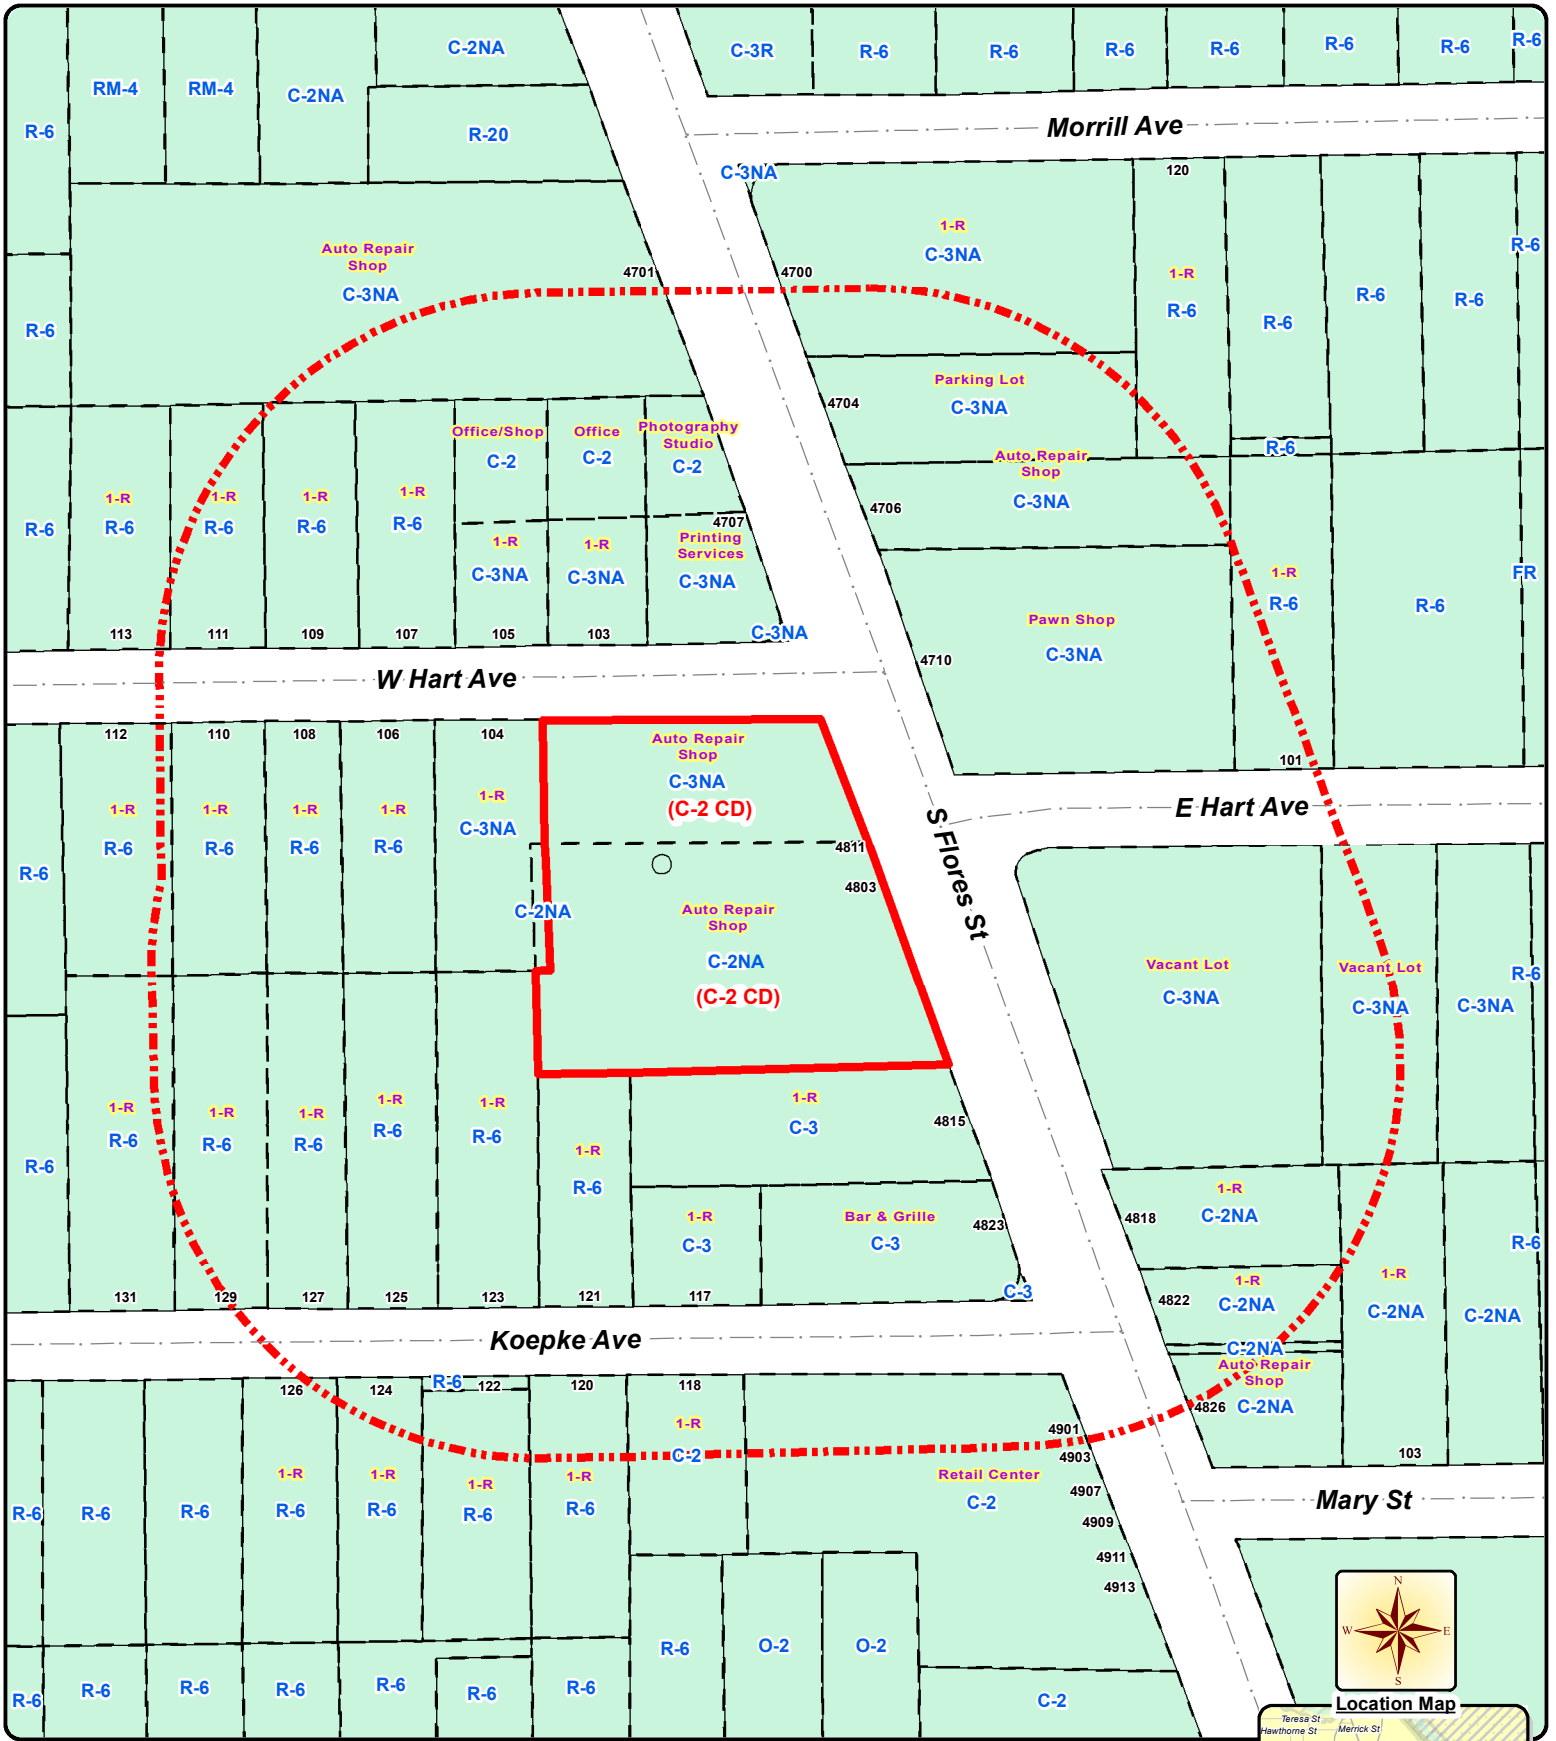 C-2NA
C-3R
R-6
R-6
R-6
R-6
R-6
R-6
R-6
RM-4
RM-4
C-2NA
R-20
R-6
Morrill Ave
C-3NA
120
1-R
C-3NA
R-6
Auto Repair
Shop
C-3NA
4701
4700
1-R
R-6
R-6
R-6
R-6
R-6
Parking Lot
C-3NA
4704
Office/Shop
C-2
Office
C-2
Photography
Studio
C-2
R-6
Auto Repair
Shop
C-3NA
4706
1-R
R-6
1-R
R-6
1-R
R-6
1-R
R-6
R-6
4707
Printing
Services
C-3NA
1-R
C-3NA
1-R
C-3NA
1-R
R-6
R-6
FR
Pawn Shop
C-3NA
113
111
109
107
105
103
C-3NA
4710
W Hart Ave
112
110
108
106
104
Auto Repair
Shop
C-3NA
(C-2 CD)
101
1-R
R-6
1-R
R-6
1-R
R-6
1-R
R-6
1-R
C-3NA
E Hart Ave
S Flores St
4811
4803
R-6
C-2NA
Auto Repair
Shop
C-2NA
(C-2 CD)
Vacant Lot
C-3NA
Vacant Lot
C-3NA
C-3NA
R-6
1-R
R-6
1-R
R-6
1-R
R-6
1-R
R-6
1-R
R-6
1-R
C-3
4815
R-6
1-R
R-6
1-R
C-3
Bar & Grille
C-3
4823
4818
1-R
C-2NA
R-6
C-3
4822
1-R
C-2NA
1-R
C-2NA
C-2NA
131
129
127
125
123
121
117
Koepke Ave
C-2NA
Auto Repair
Shop
C-2NA
4826
126
124
R-6
122
120
118
1-R
C-2
4901
4903
4907
4909
4911
4913
103
Retail Center
C-2
R-6
R-6
R-6
1-R
R-6
1-R
R-6
1-R
R-6
1-R
R-6
Mary St
R-6
O-2
O-2
R-6
R-6
R-6
R-6
R-6
R-6
R-6
C-2
N
W
E
S
Location Map
Teresa St
Hawthorne St
Merrick St